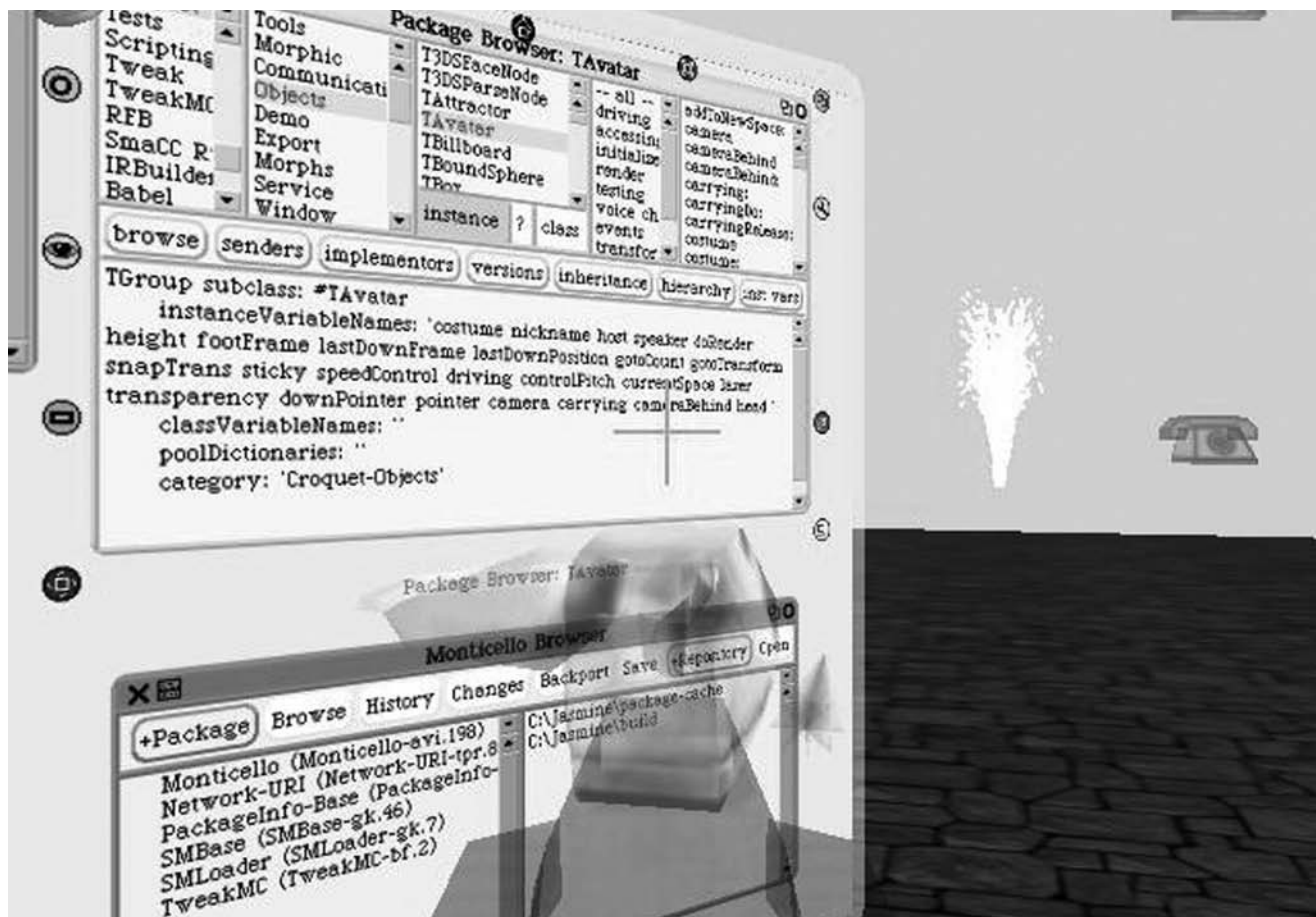 Package Browser: TAvatar
Tests
Scripting
Tweak
TweakMC
RFB
SmaCC R
IRBuilder
Babel
Tools
Morphic
Communicati
Objects
Demo
Export
Morphs
Service
Window
T3DSFaceNode
T3DSParseNode
TAttractor
TAvatar
TBillboard
TBoundSphere
TBox
instance ? class
-- all --
driving
accessing
initialize
render
testing
voice ch
events
transfor
addToNewSpace:
camera
cameraBehind
cameraBehind:
carrying:
carryingDo:
carryingRelease:
costume
costume:
browse senders implementors versions inheritance hierarchy inst vars
TGroup subclass: #TAvatar
instanceVariableNames: 'costume nickname host speaker doRender
height footFrame lastDownFrame lastDownPosition gotoCount gotoTransform
snapTrans sticky speedControl driving controlPitch currentSpace laser
transparency downPointer pointer camera carrying cameraBehind head '
classVariableNames: ''
poolDictionaries: ''
category: 'Croquet-Objects'
Package Browser: TAvatar
Monticello Browser
+Package Browse History Changes Backport Save +Repository Open
Monticello (Monticello-avi.198)
Network-URI (Network-URI-tpr.8
PackageInfo-Base (PackageInfo-
SMBase (SMBase-gk.46)
SMLoader (SMLoader-gk.7)
TweakMC (TweakMC-bf.2)
C:\Jasmine\package-cache
C:\Jasmine\build